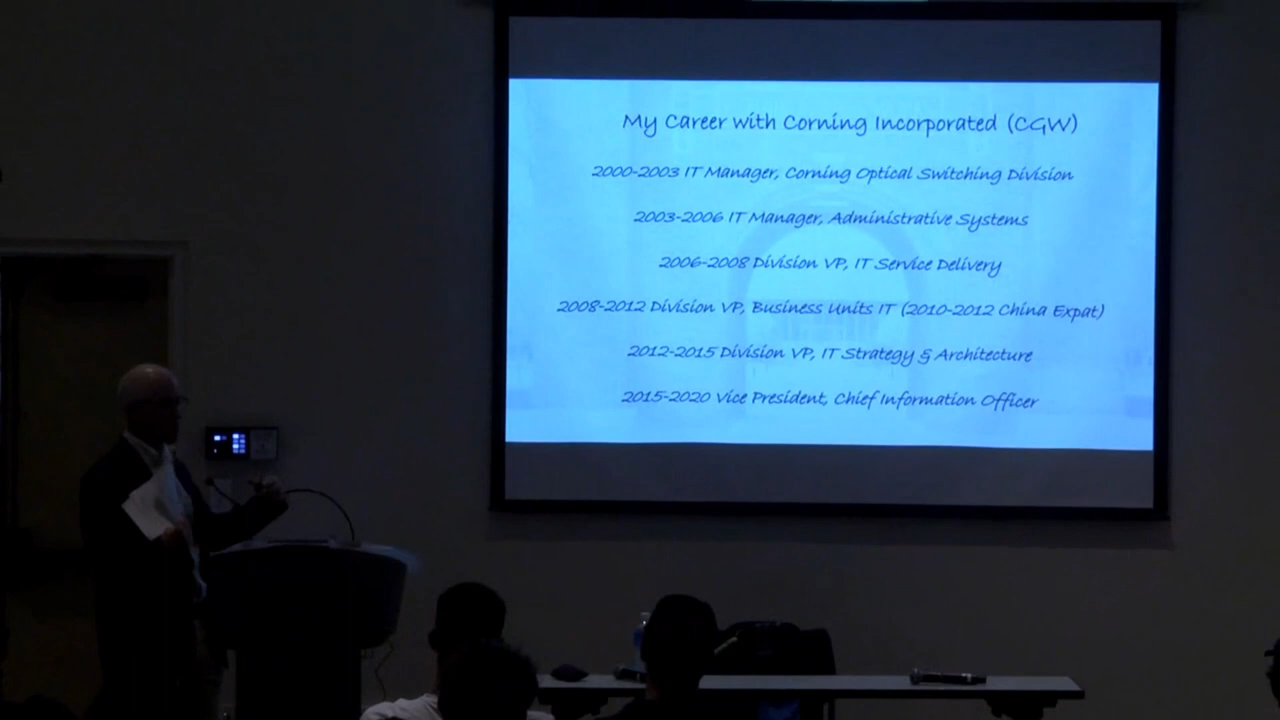 My Career with Corning Incorporated (CGW)
2000-2003 IT Manager, Corning Optical Switching Division
2003-2006 IT Manager, Administrative Systems
2006-2008 Division VP, IT Service Delivery
2008-2012 Division VP, Business Units IT (2010-2012 China Expat)
2012-2015 Division VP, IT Strategy & Architecture
2015-2020 Vice President, Chief Information Officer